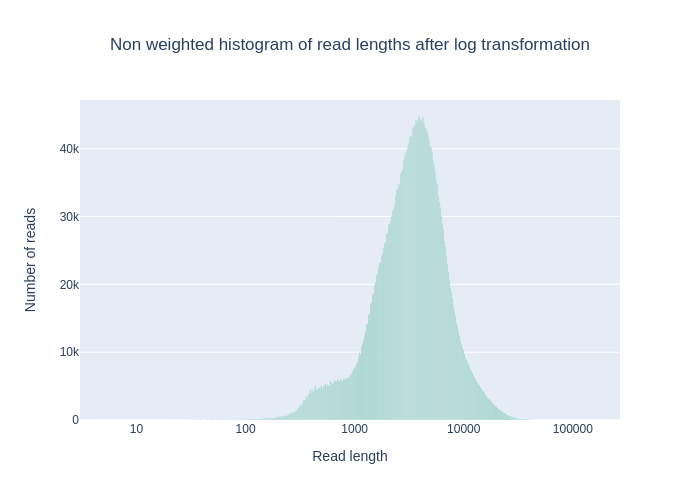 Non weighted histogram of read lengths after log transformation
Number of reads
40k
30k
20k
10k
0
10
100
1000
10000
100000
Read length